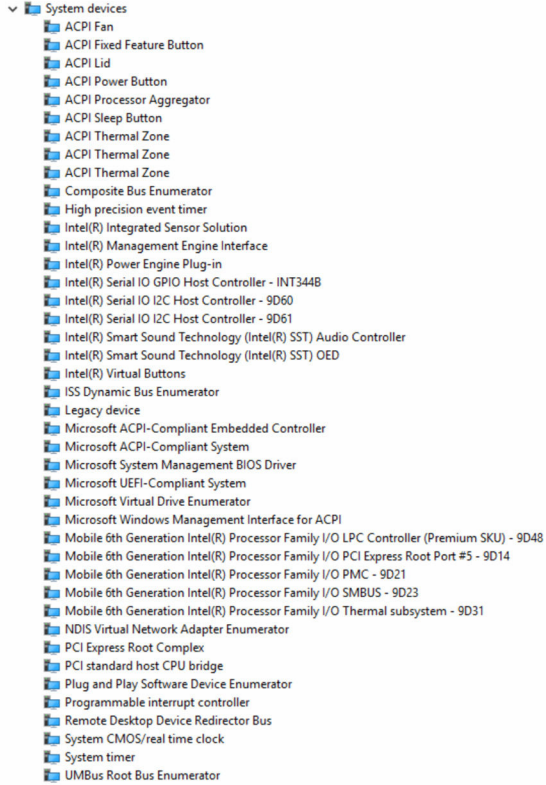 System devices
ACPI Fan
ACPI Fixed Feature Button
ACPI Lid
ACPI Power Button
ACPI Processor Aggregator
ACPI Sleep Button
ACPI Thermal Zone
ACPI Thermal Zone
ACPI Thermal Zone
Composite Bus Enumerator
High precision event timer
Intel(R) Integrated Sensor Solution
Intel(R) Management Engine Interface
Intel(R) Power Engine Plug-in
Intel(R) Serial IO GPIO Host Controller - INT344B
Intel(R) Serial IO I2C Host Controller - 9D60
Intel(R) Serial IO I2C Host Controller - 9D61
Intel(R) Smart Sound Technology (Intel(R) SST) Audio Controller
Intel(R) Smart Sound Technology (Intel(R) SST) OED
Intel(R) Virtual Buttons
ISS Dynamic Bus Enumerator
Legacy device
Microsoft ACPI-Compliant Embedded Controller
Microsoft ACPI-Compliant System
Microsoft System Management BIOS Driver
Microsoft UEFI-Compliant System
Microsoft Virtual Drive Enumerator
Microsoft Windows Management Interface for ACPI
Mobile 6th Generation Intel(R) Processor Family I/O LPC Controller (Premium SKU) - 9D48
Mobile 6th Generation Intel(R) Processor Family I/O PCI Express Root Port #5 - 9D14
Mobile 6th Generation Intel(R) Processor Family I/O PMC - 9D21
Mobile 6th Generation Intel(R) Processor Family I/O SMBUS - 9D23
Mobile 6th Generation Intel(R) Processor Family I/O Thermal subsystem - 9D31
NDIS Virtual Network Adapter Enumerator
PCI Express Root Complex
PCI standard host CPU bridge
Plug and Play Software Device Enumerator
Programmable interrupt controller
Remote Desktop Device Redirector Bus
System CMOS/real time clock
System timer
UMBus Root Bus Enumerator